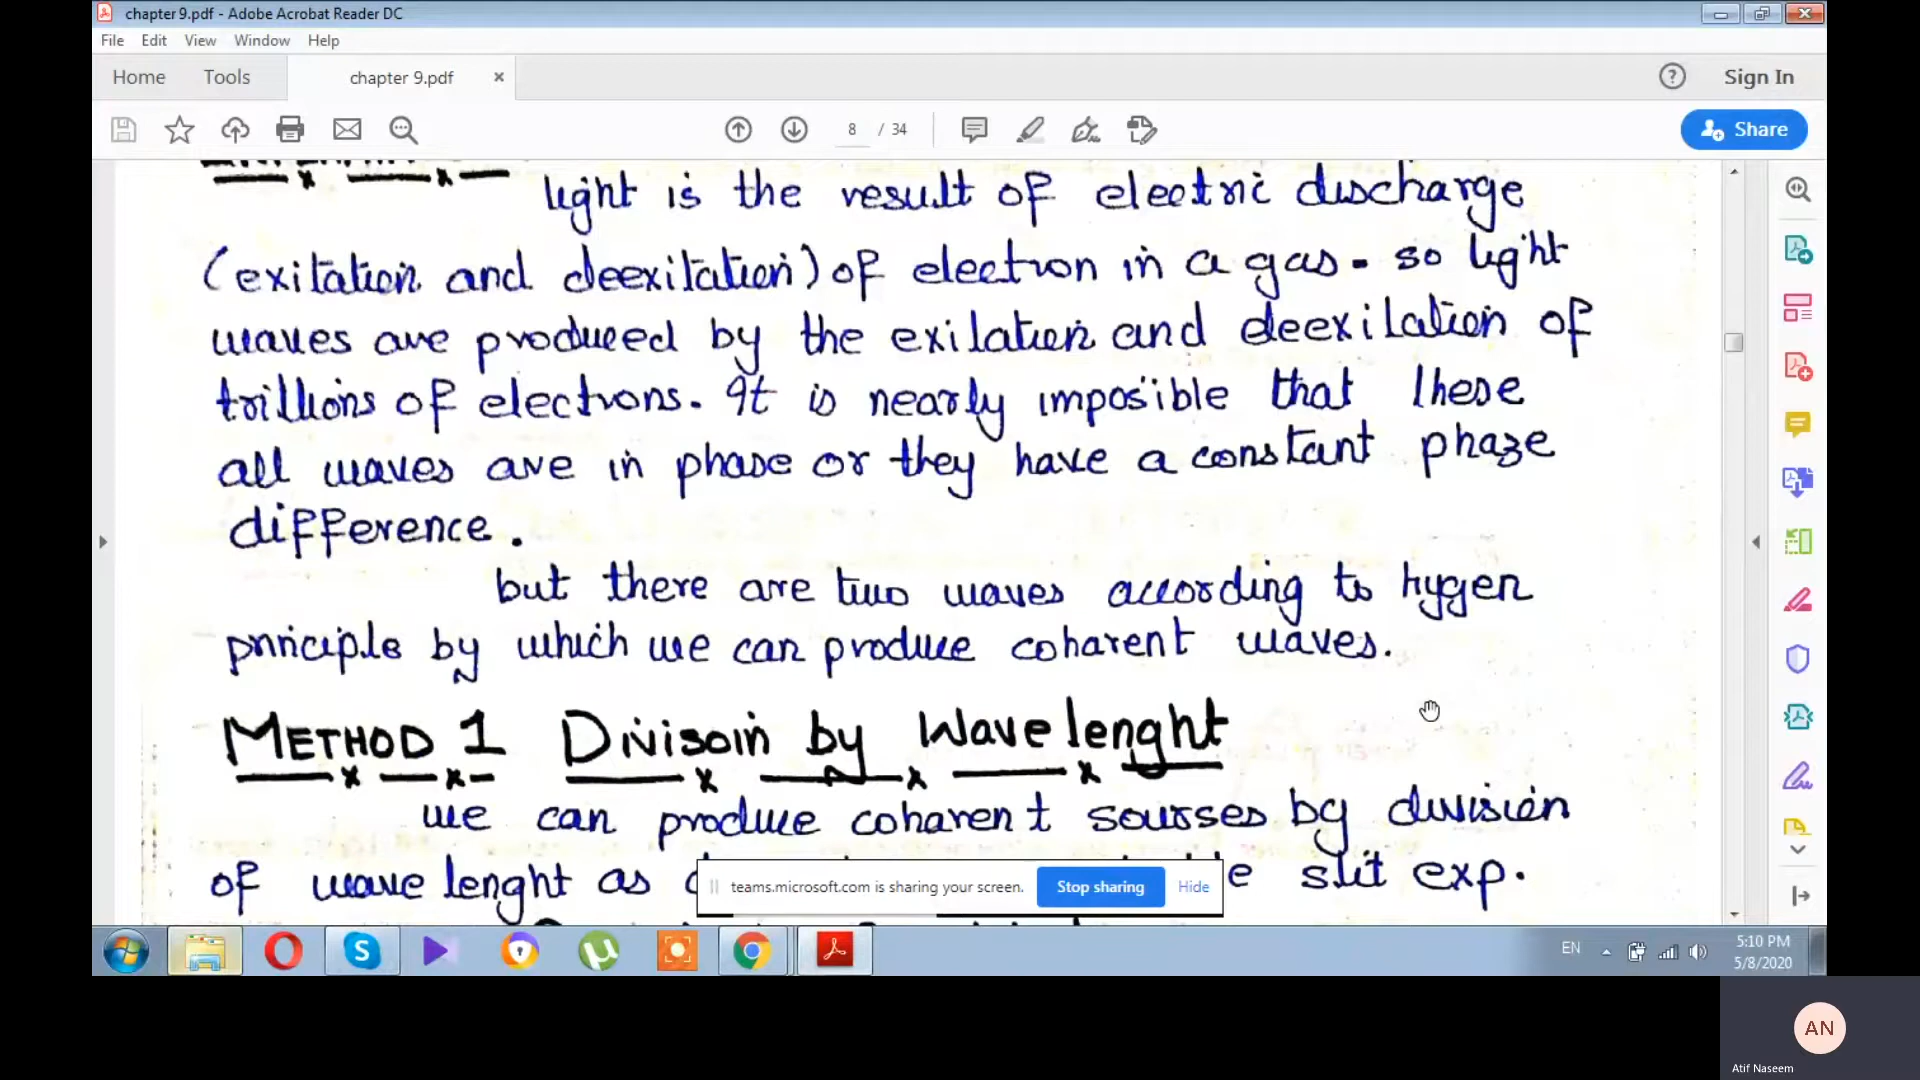 chapter 9.pdf - Adobe Acrobat Reader DC
File Edit View Window Help
Home Tools chapter 9.pdf × Sign In
8 / 34 Share
light is the result of electric discharge
(exitation and deexitation) of electron in a gas. so light
waves are produced by the exitation and deexitation of
trillions of electrons. It is nearly impossible that these
all waves are in phase or they have a constant phaze
difference.
but there are two waves according to hygen
principle by which we can produce coharent waves.
METHOD 1 Divisoin by Wave lenght
we can produce coharent sourses by division
of wave lenght as slit exp.
teams.microsoft.com is sharing your screen. Stop sharing Hide
EN 5:10 PM
5/8/2020
AN
Atif Naseem